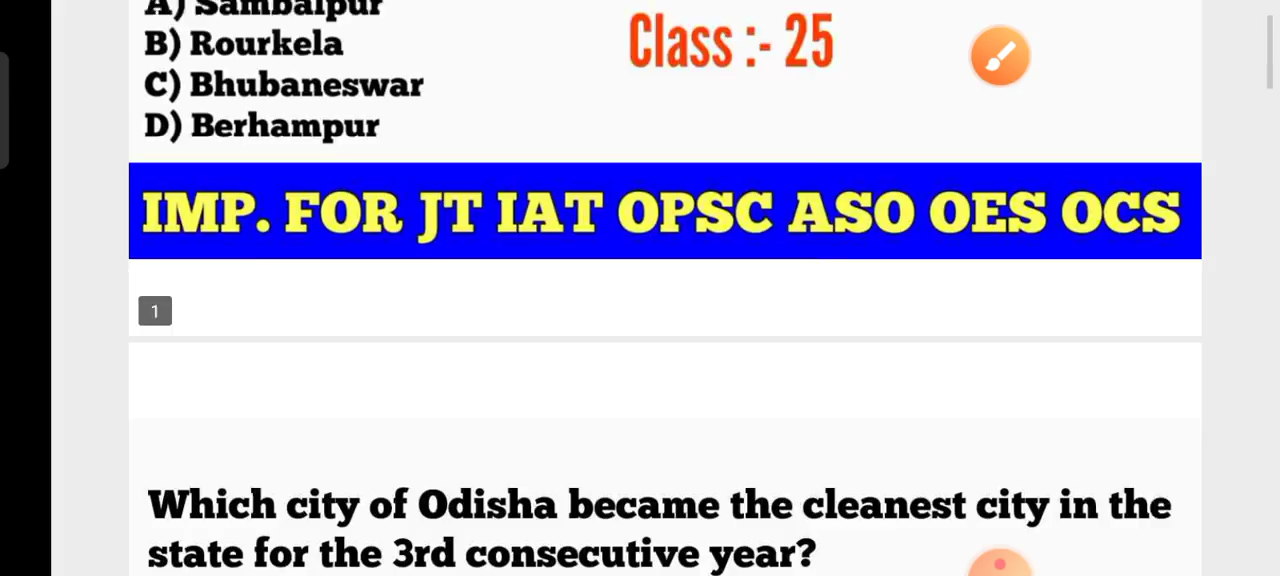 A) Sambalpur
B) Rourkela
C) Bhubaneswar
D) Berhampur
Class :- 25
IMP. FOR JT IAT OPSC ASO OES OCS
1
Which city of Odisha became the cleanest city in the
state for the 3rd consecutive year?